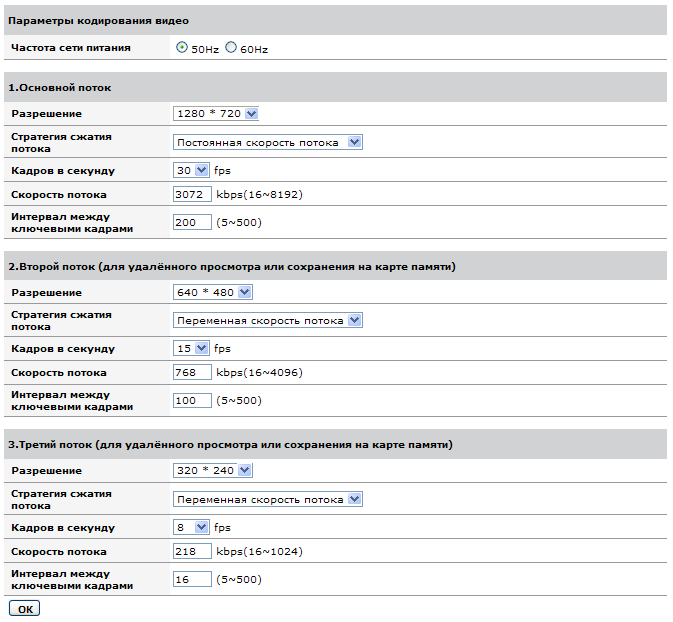 Параметры кодирования видео
Частота сети питания 50Hz 60Hz
1.Основной поток
Разрешение 1280 * 720
Стратегия сжатия
потока Постоянная скорость потока
Кадров в секунду 30 fps
Скорость потока 3072 kbps(16~8192)
Интервал между
ключевыми кадрами 200 (5~500)
2.Второй поток (для удалённого просмотра или сохранения на карте памяти)
Разрешение 640 * 480
Стратегия сжатия
потока Переменная скорость потока
Кадров в секунду 15 fps
Скорость потока 768 kbps(16~4096)
Интервал между
ключевыми кадрами 100 (5~500)
3.Третий поток (для удалённого просмотра или сохранения на карте памяти)
Разрешение 320 * 240
Стратегия сжатия
потока Переменная скорость потока
Кадров в секунду 8 fps
Скорость потока 218 kbps(16~1024)
Интервал между
ключевыми кадрами 16 (5~500)
OK